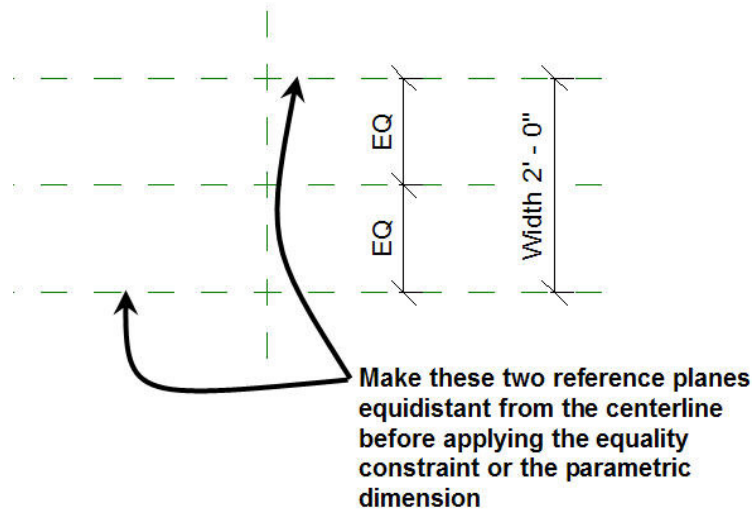 EQ
EQ
Width 2' - 0"
Make these two reference planes
equidistant from the centerline
before applying the equality
constraint or the parametric
dimension